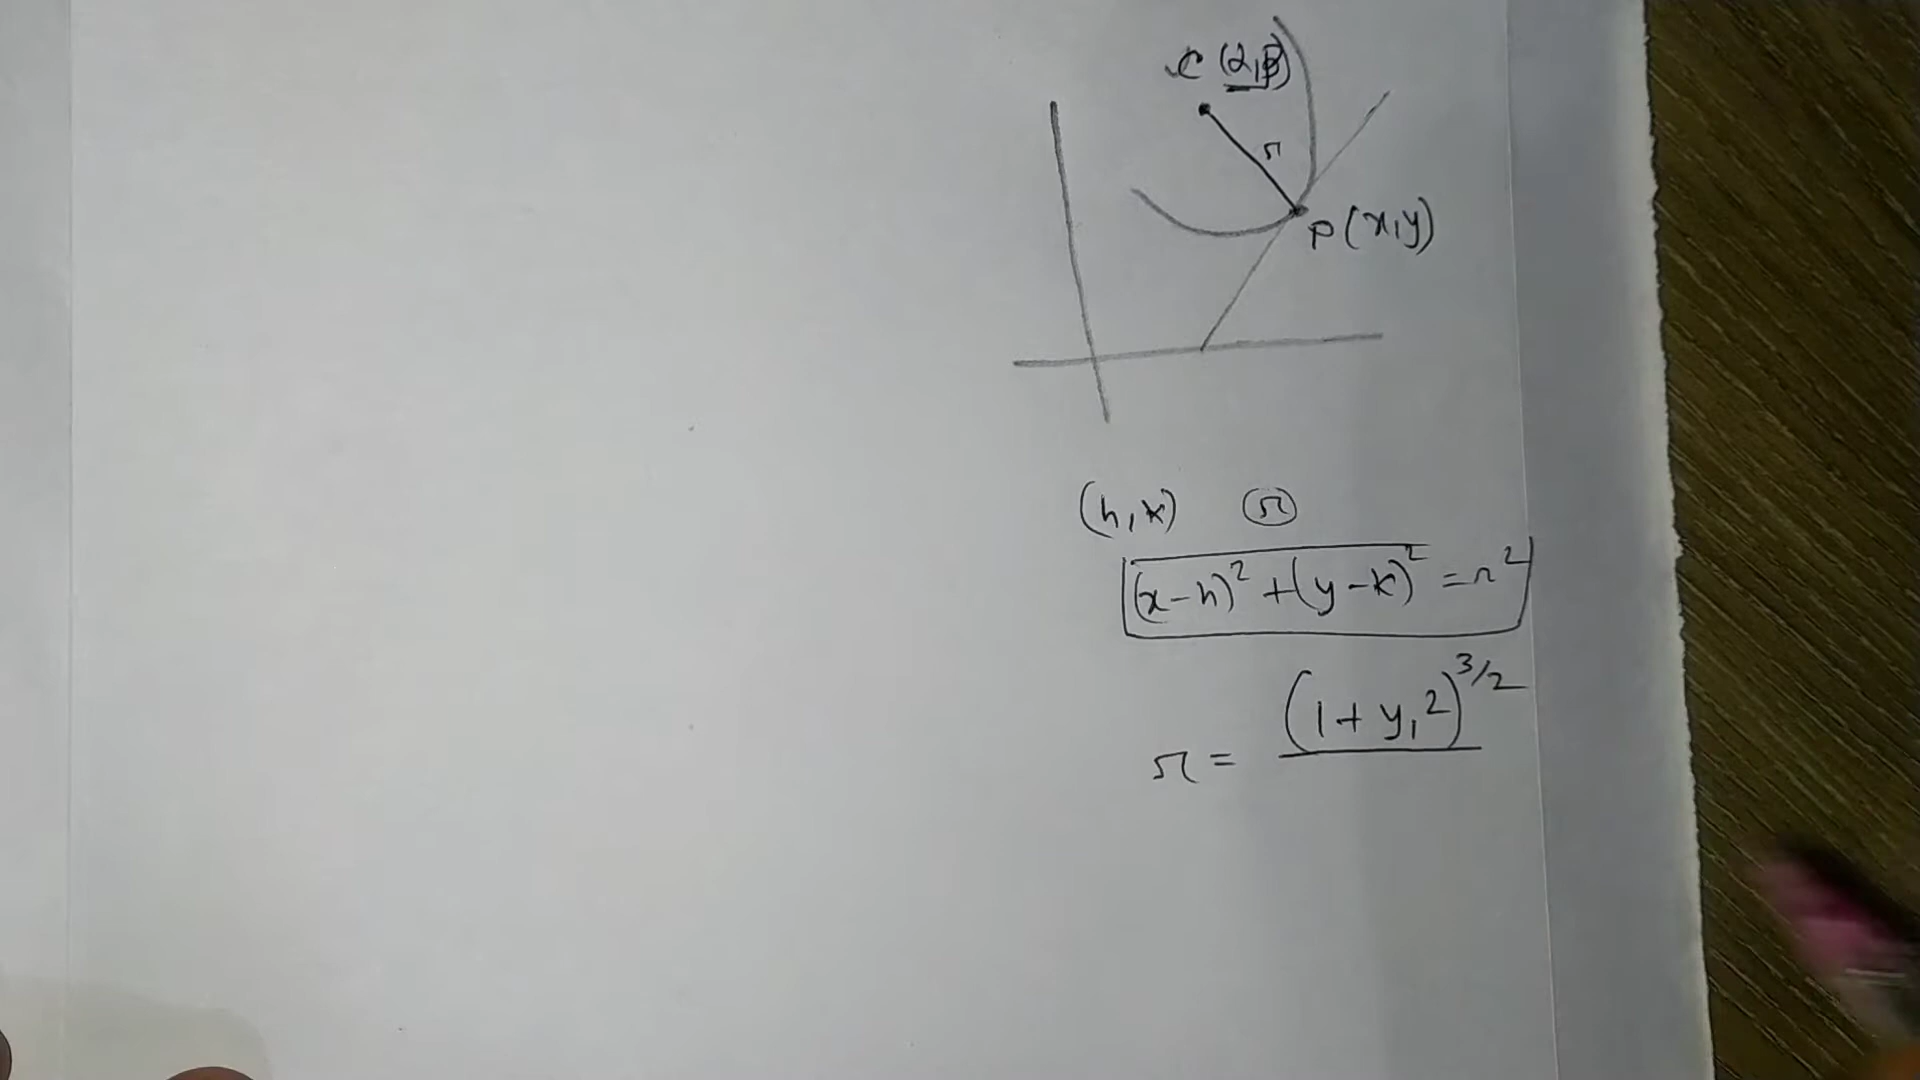 C (α,β)
r
P(x,y)
(h,k) r
(x-h)² + (y-k)² = r²
r = (1+y₁²)^3/2